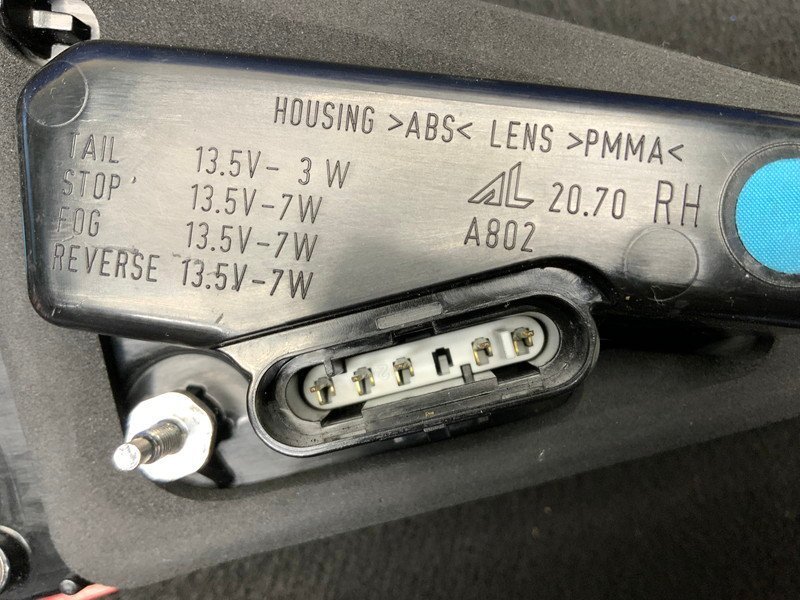 HOUSING >ABS< LENS >PMMA<
TAIL 13.5V- 3 W
STOP 13.5V-7W
FOG 13.5V-7W
REVERSE 13.5V-7W
AL 20.70 RH
A802